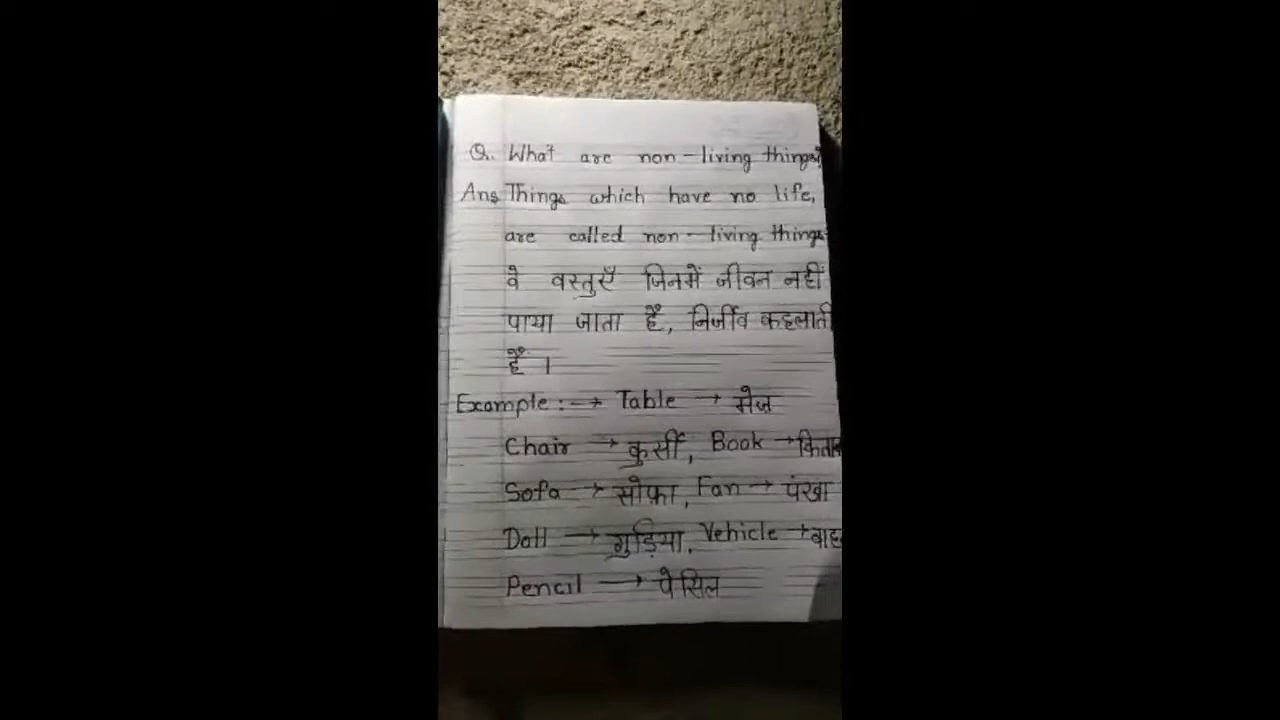 Q. What are non-living things?
Ans Things which have no life,
are called non-living things.
वे वस्तुएँ जिनमें जीवन नहीं
पाया जाता है, निर्जीव कहलाती
हैं ।
Example :-→ Table → मेज
Chair → कुर्सी, Book →
Sofa → सोफ़ा, Fan → पंखा
Doll → गुड़िया, Vehicle →
Pencil → पेंसिल